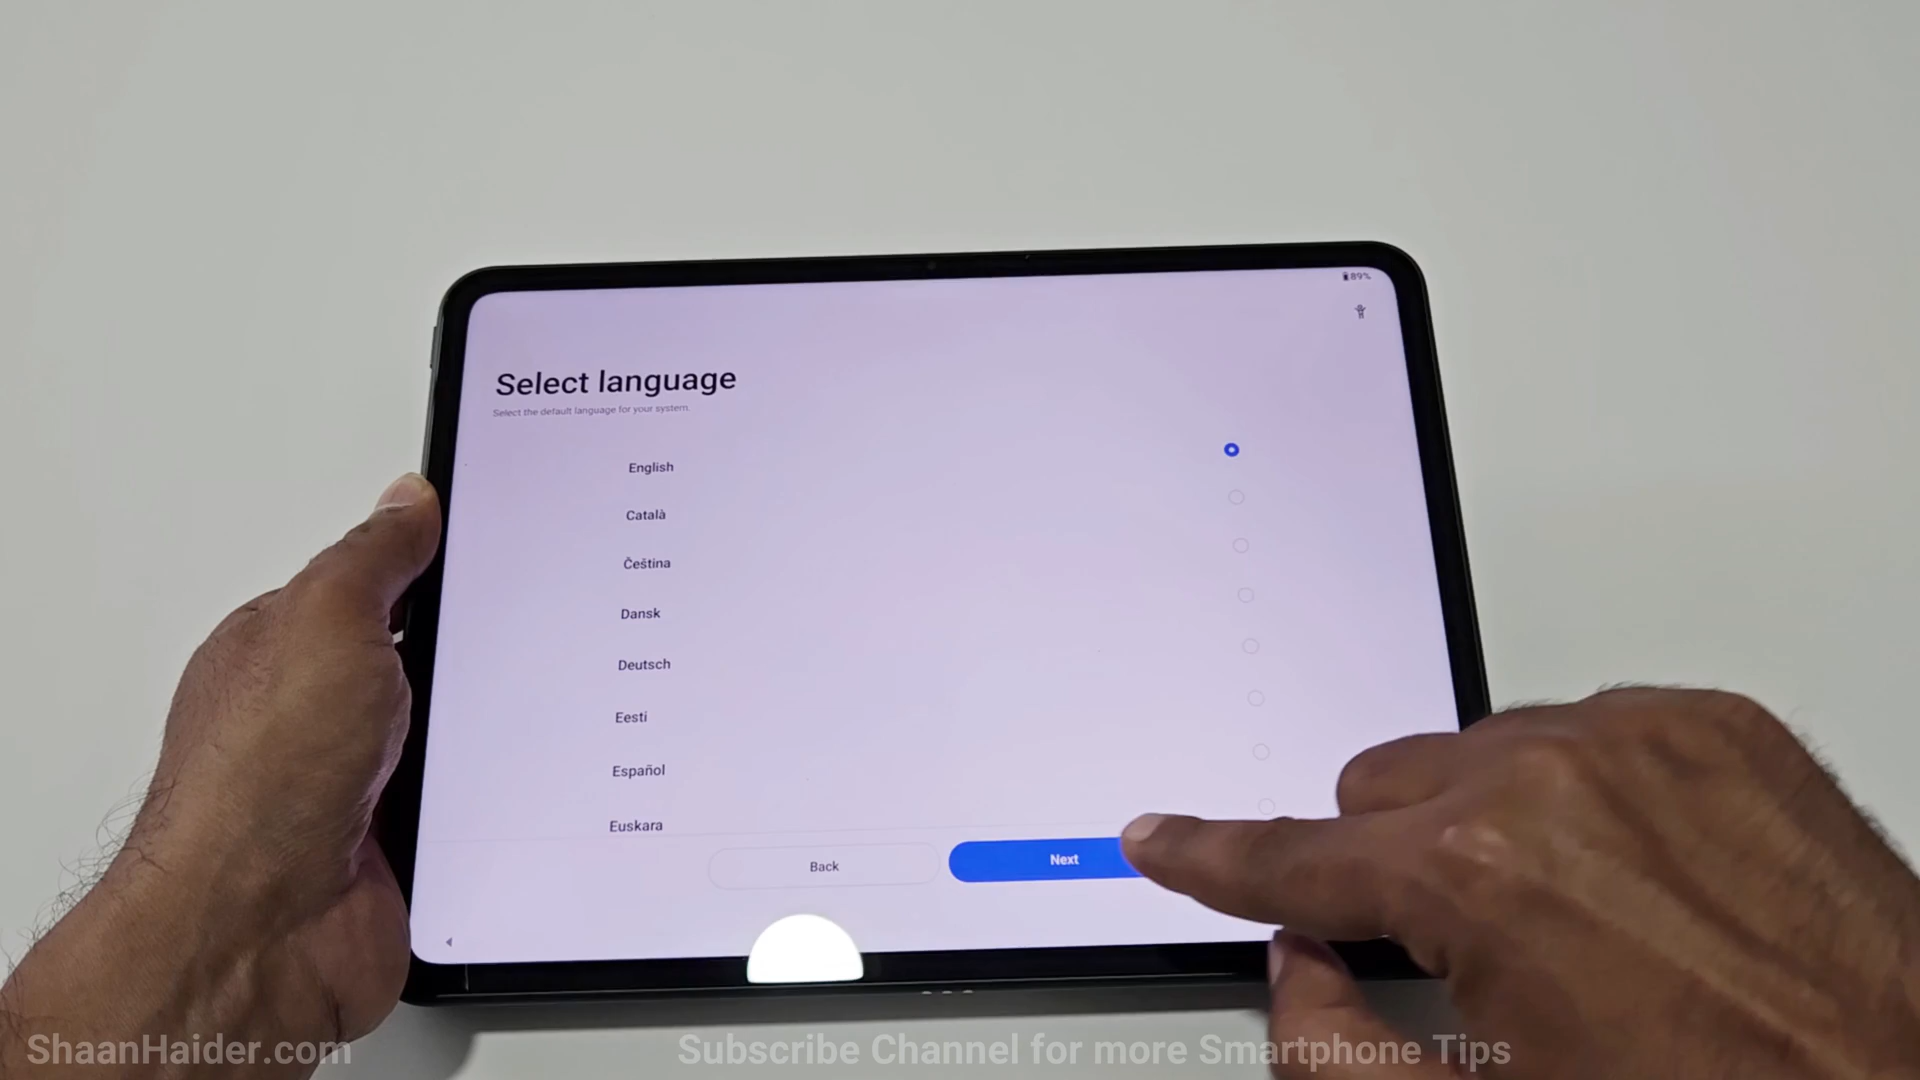 89%
Select language
Select the default language for your system.
English
Català
Čeština
Dansk
Deutsch
Eesti
Español
Euskara
Back
Next
ShaanHaider.com
Subscribe Channel for more Smartphone Tips